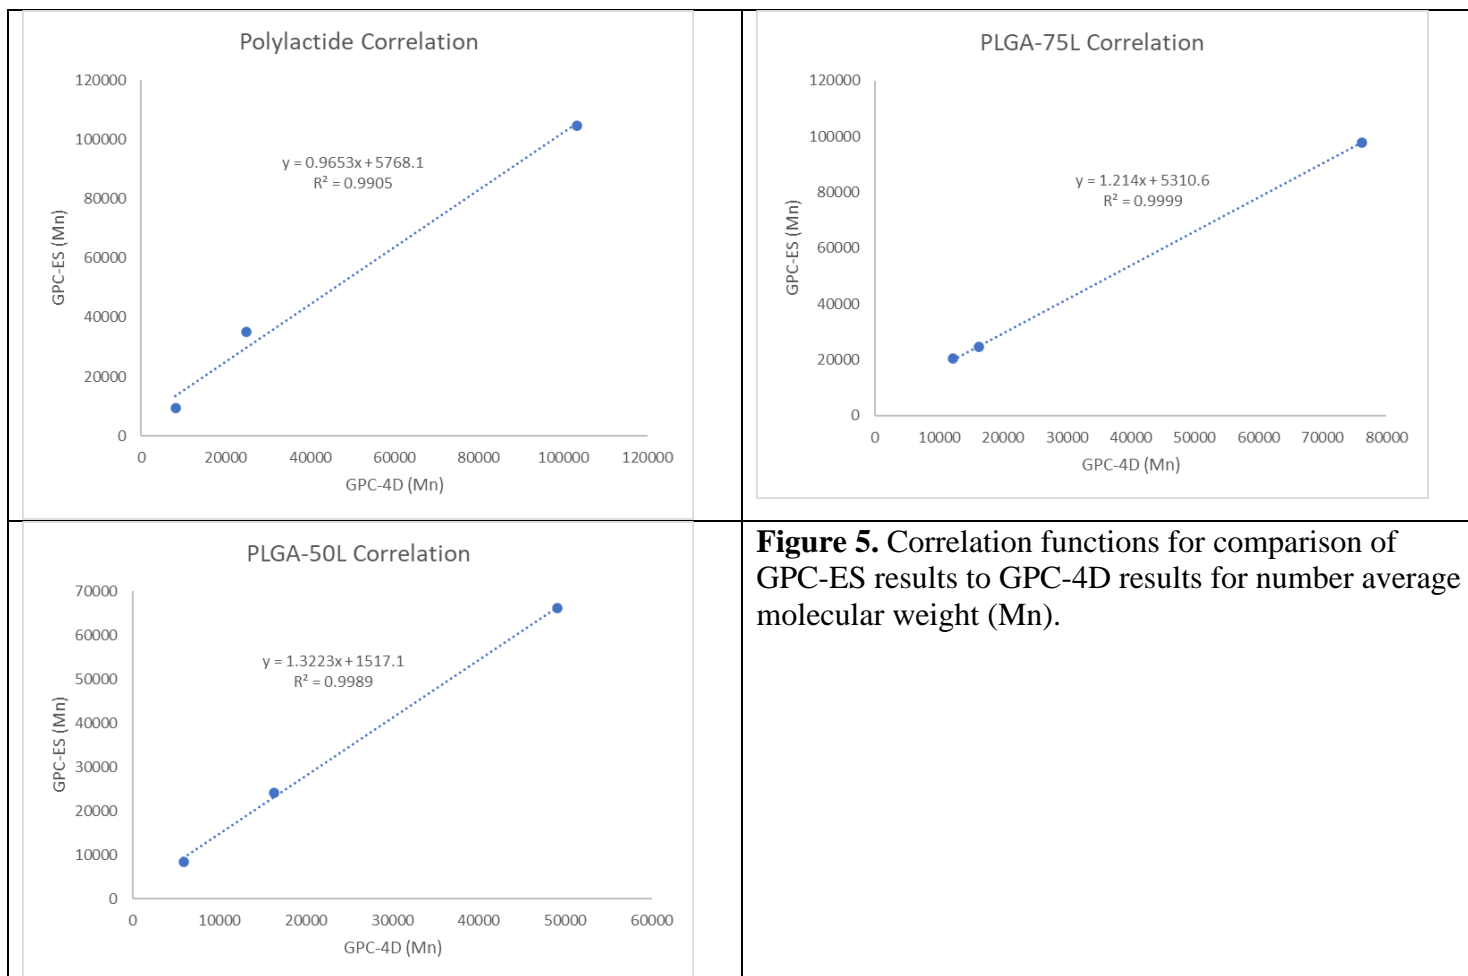 Polylactide Correlation
120000
100000
80000
60000
40000
20000
0
GPC-ES (Mn)
y = 0.9653x + 5768.1
R² = 0.9905
0 20000 40000 60000 80000 100000 120000
GPC-4D (Mn)
PLGA-75L Correlation
120000
100000
80000
60000
40000
20000
0
GPC-ES (Mn)
y = 1.214x + 5310.6
R² = 0.9999
0 10000 20000 30000 40000 50000 60000 70000 80000
GPC-4D (Mn)
PLGA-50L Correlation
70000
60000
50000
40000
30000
20000
10000
0
GPC-ES (Mn)
y = 1.3223x + 1517.1
R² = 0.9989
0 10000 20000 30000 40000 50000 60000
GPC-4D (Mn)
Figure 5. Correlation functions for comparison of
GPC-ES results to GPC-4D results for number average
molecular weight (Mn).